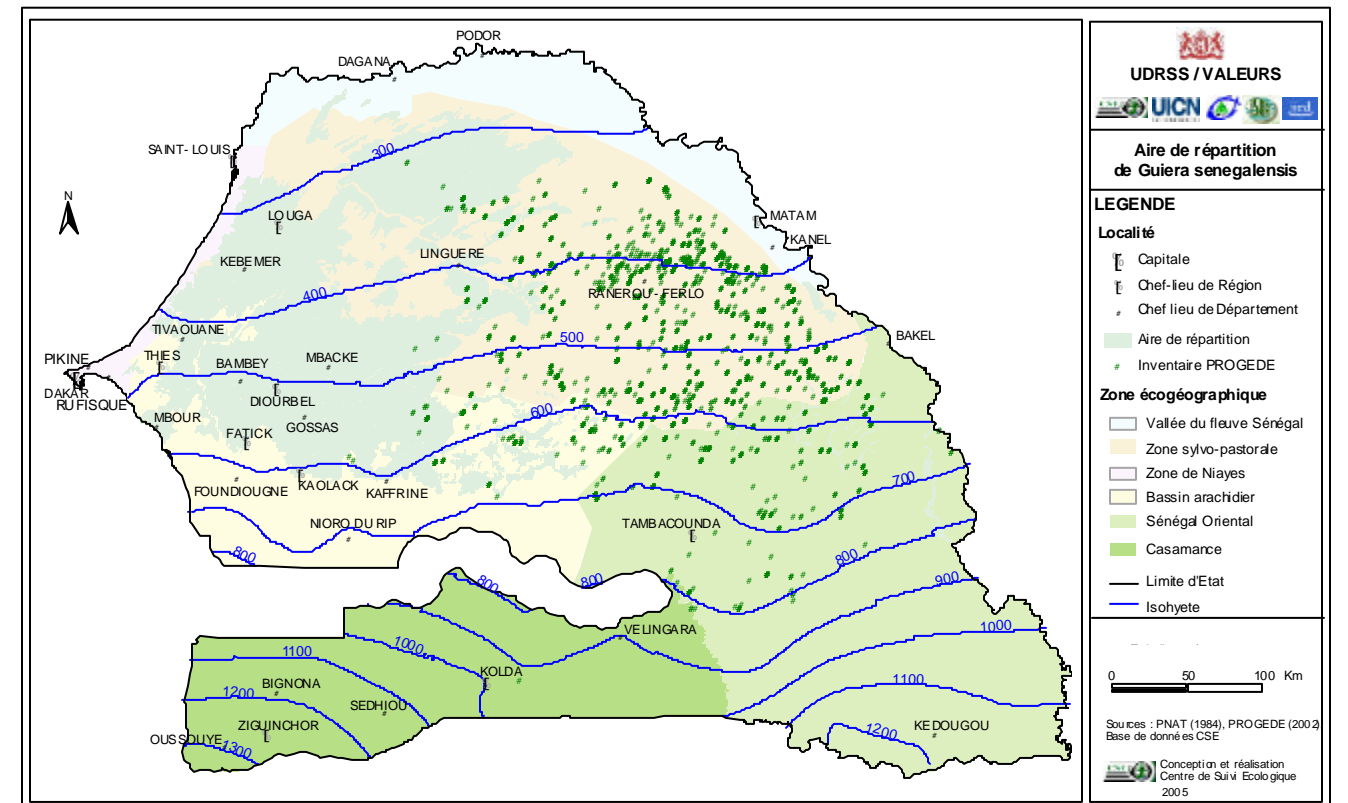 PODOR
DAGANA
SAINT- LOUIS
300
N
LOUGA
MATAM
KANEL
KEBEMER
LINGUERE
400
RANEROU - FERLO
TIVAOUANE
500
BAKEL
PIKINE
THIES
BAMBEY
MBACKE
DAKAR
RUFISQUE
DIOURBEL
600
MBOUR
FATICK
GOSSAS
FOUNDIOUGNE
KAOLACK
KAFFRINE
700
NIORO DU RIP
TAMBACOUNDA
800
800
800
800
900
VELINGARA
1000
1000
1100
KOLDA
1100
1200
BIGNONA
SEDHIOU
ZIGUINCHOR
1200
KEDOUGOU
OUSSOUYE
1300
UDRSS / VALEURS
UICN
Aire de répartition
de Guiera senegalensis
LEGENDE
Localité
Capitale
Chef-lieu de Région
Chef lieu de Département
Aire de répartition
Inventaire PROGEDE
Zone écogéographique
Vallée du fleuve Sénégal
Zone sylvo-pastorale
Zone de Niayes
Bassin arachidier
Sénégal Oriental
Casamance
Limite d'Etat
Isohyete
0 50 100 Km
Sources : PNAT (1984), PROGEDE (2002)
Base de données CSE
Conception et réalisation
Centre de Suivi Ecologique
2005